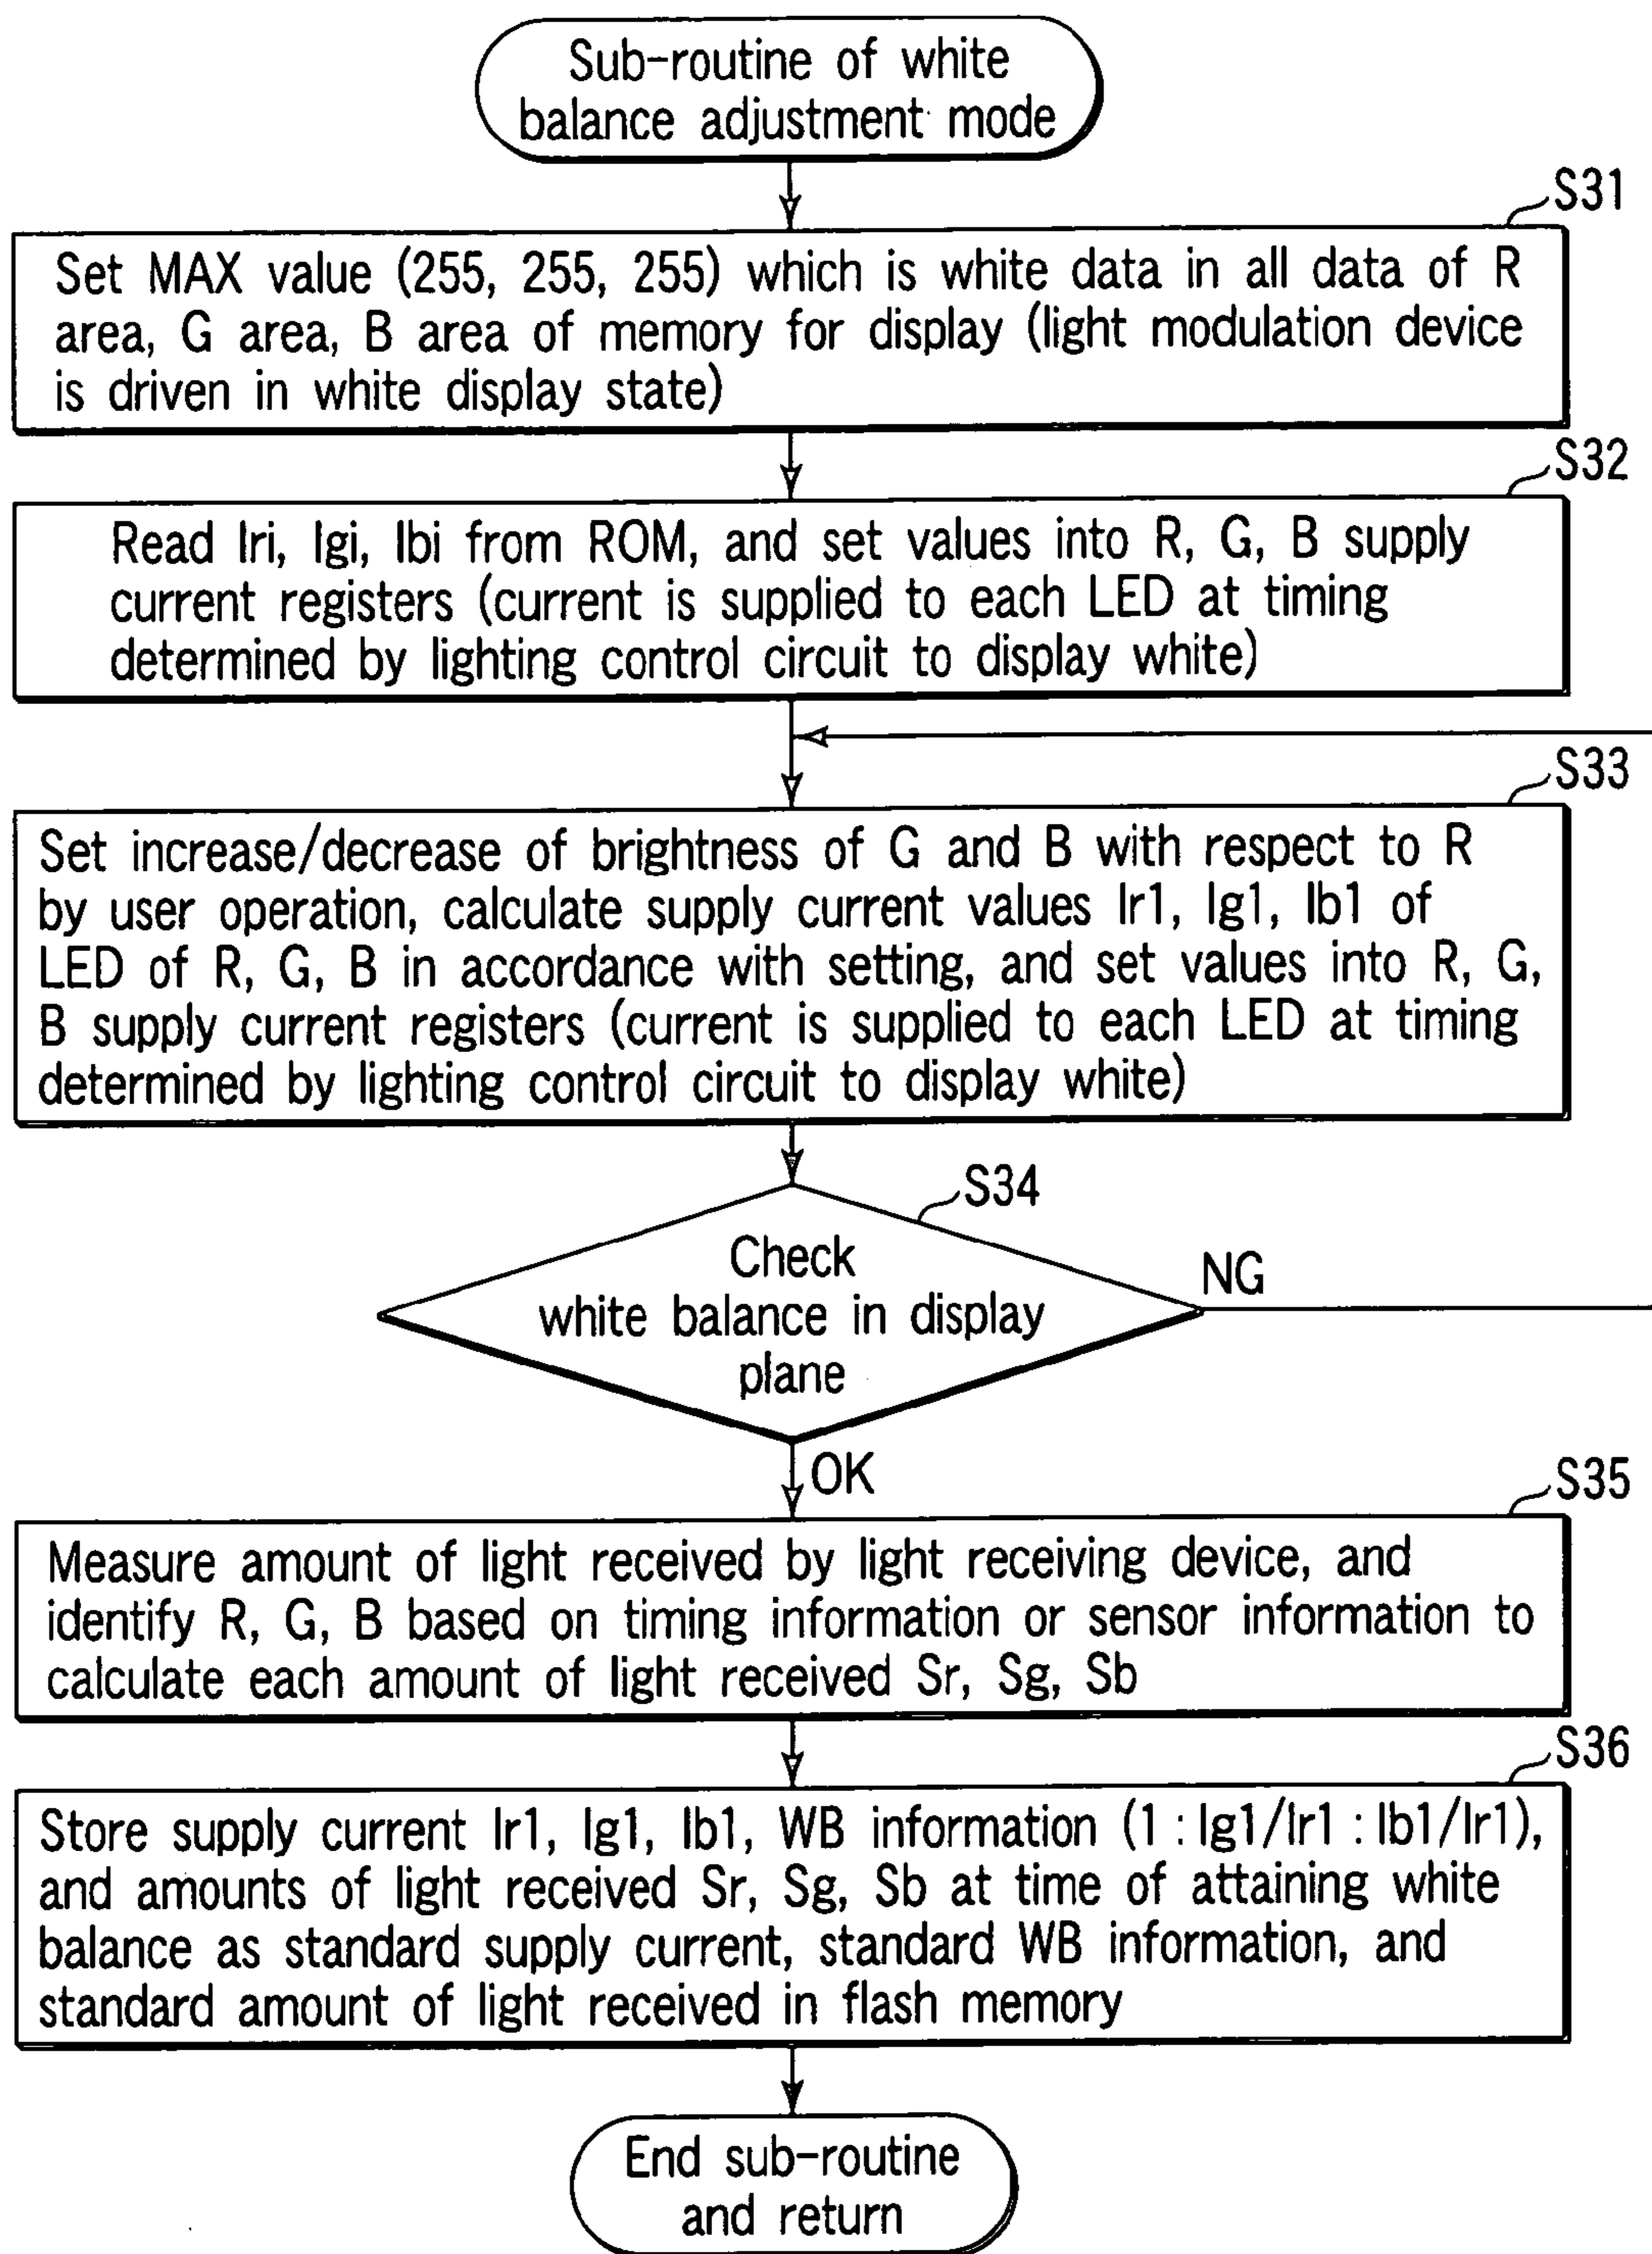 Sub-routine of white
balance adjustment mode
S31
Set MAX value (255, 255, 255) which is white data in all data of R
area, G area, B area of memory for display (light modulation device
is driven in white display state)
S32
Read Iri, Igi, Ibi from ROM, and set values into R, G, B supply
current registers (current is supplied to each LED at timing
determined by lighting control circuit to display white)
S33
Set increase/decrease of brightness of G and B with respect to R
by user operation, calculate supply current values Ir1, Ig1, Ib1 of
LED of R, G, B in accordance with setting, and set values into R, G,
B supply current registers (current is supplied to each LED at timing
determined by lighting control circuit to display white)
S34
Check
white balance in display
plane
NG
OK
S35
Measure amount of light received by light receiving device, and
identify R, G, B based on timing information or sensor information to
calculate each amount of light received Sr, Sg, Sb
S36
Store supply current Ir1, Ig1, Ib1, WB information (1 : Ig1/Ir1 : Ib1/Ir1),
and amounts of light received Sr, Sg, Sb at time of attaining white
balance as standard supply current, standard WB information, and
standard amount of light received in flash memory
End sub-routine
and return